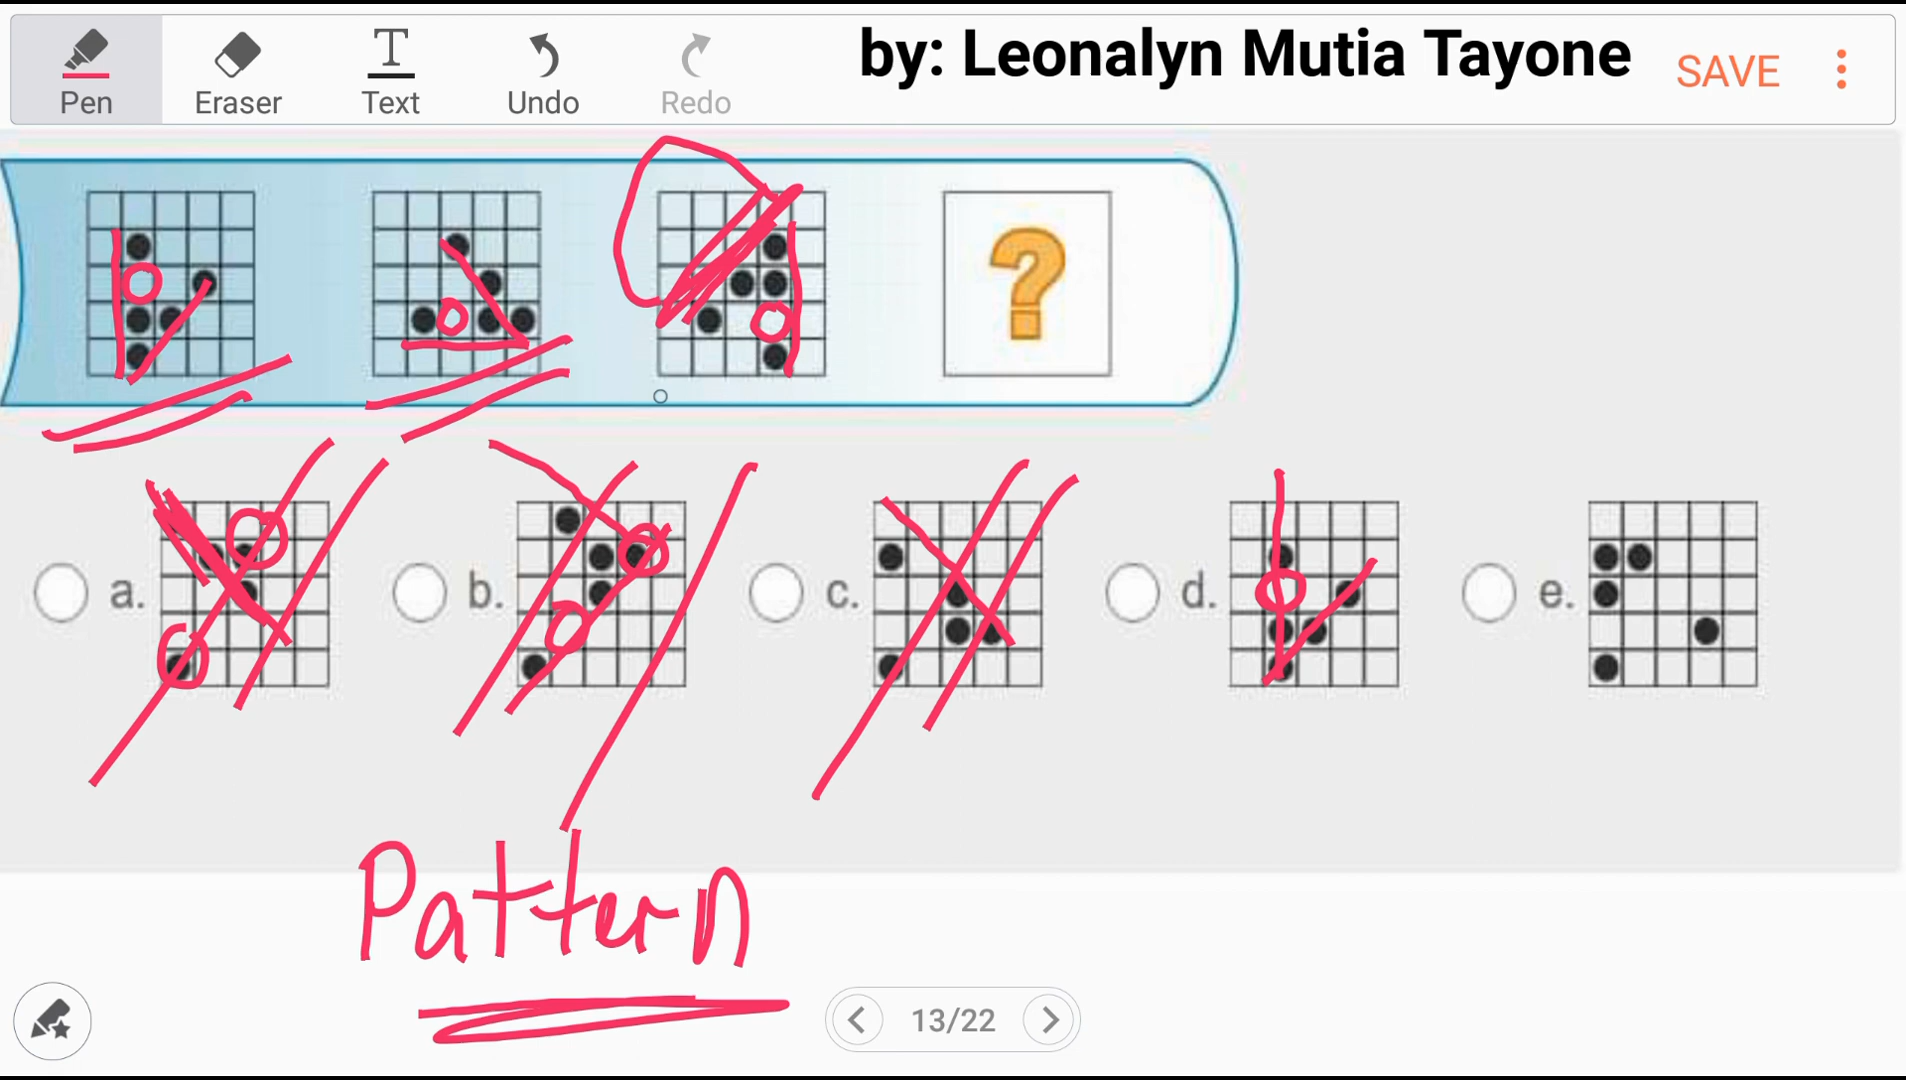 by: Leonalyn Mutia Tayone
Pen
Eraser
T
Text
Undo
Redo
SAVE
?
a.
b.
c.
d.
e.
Pattern
13/22